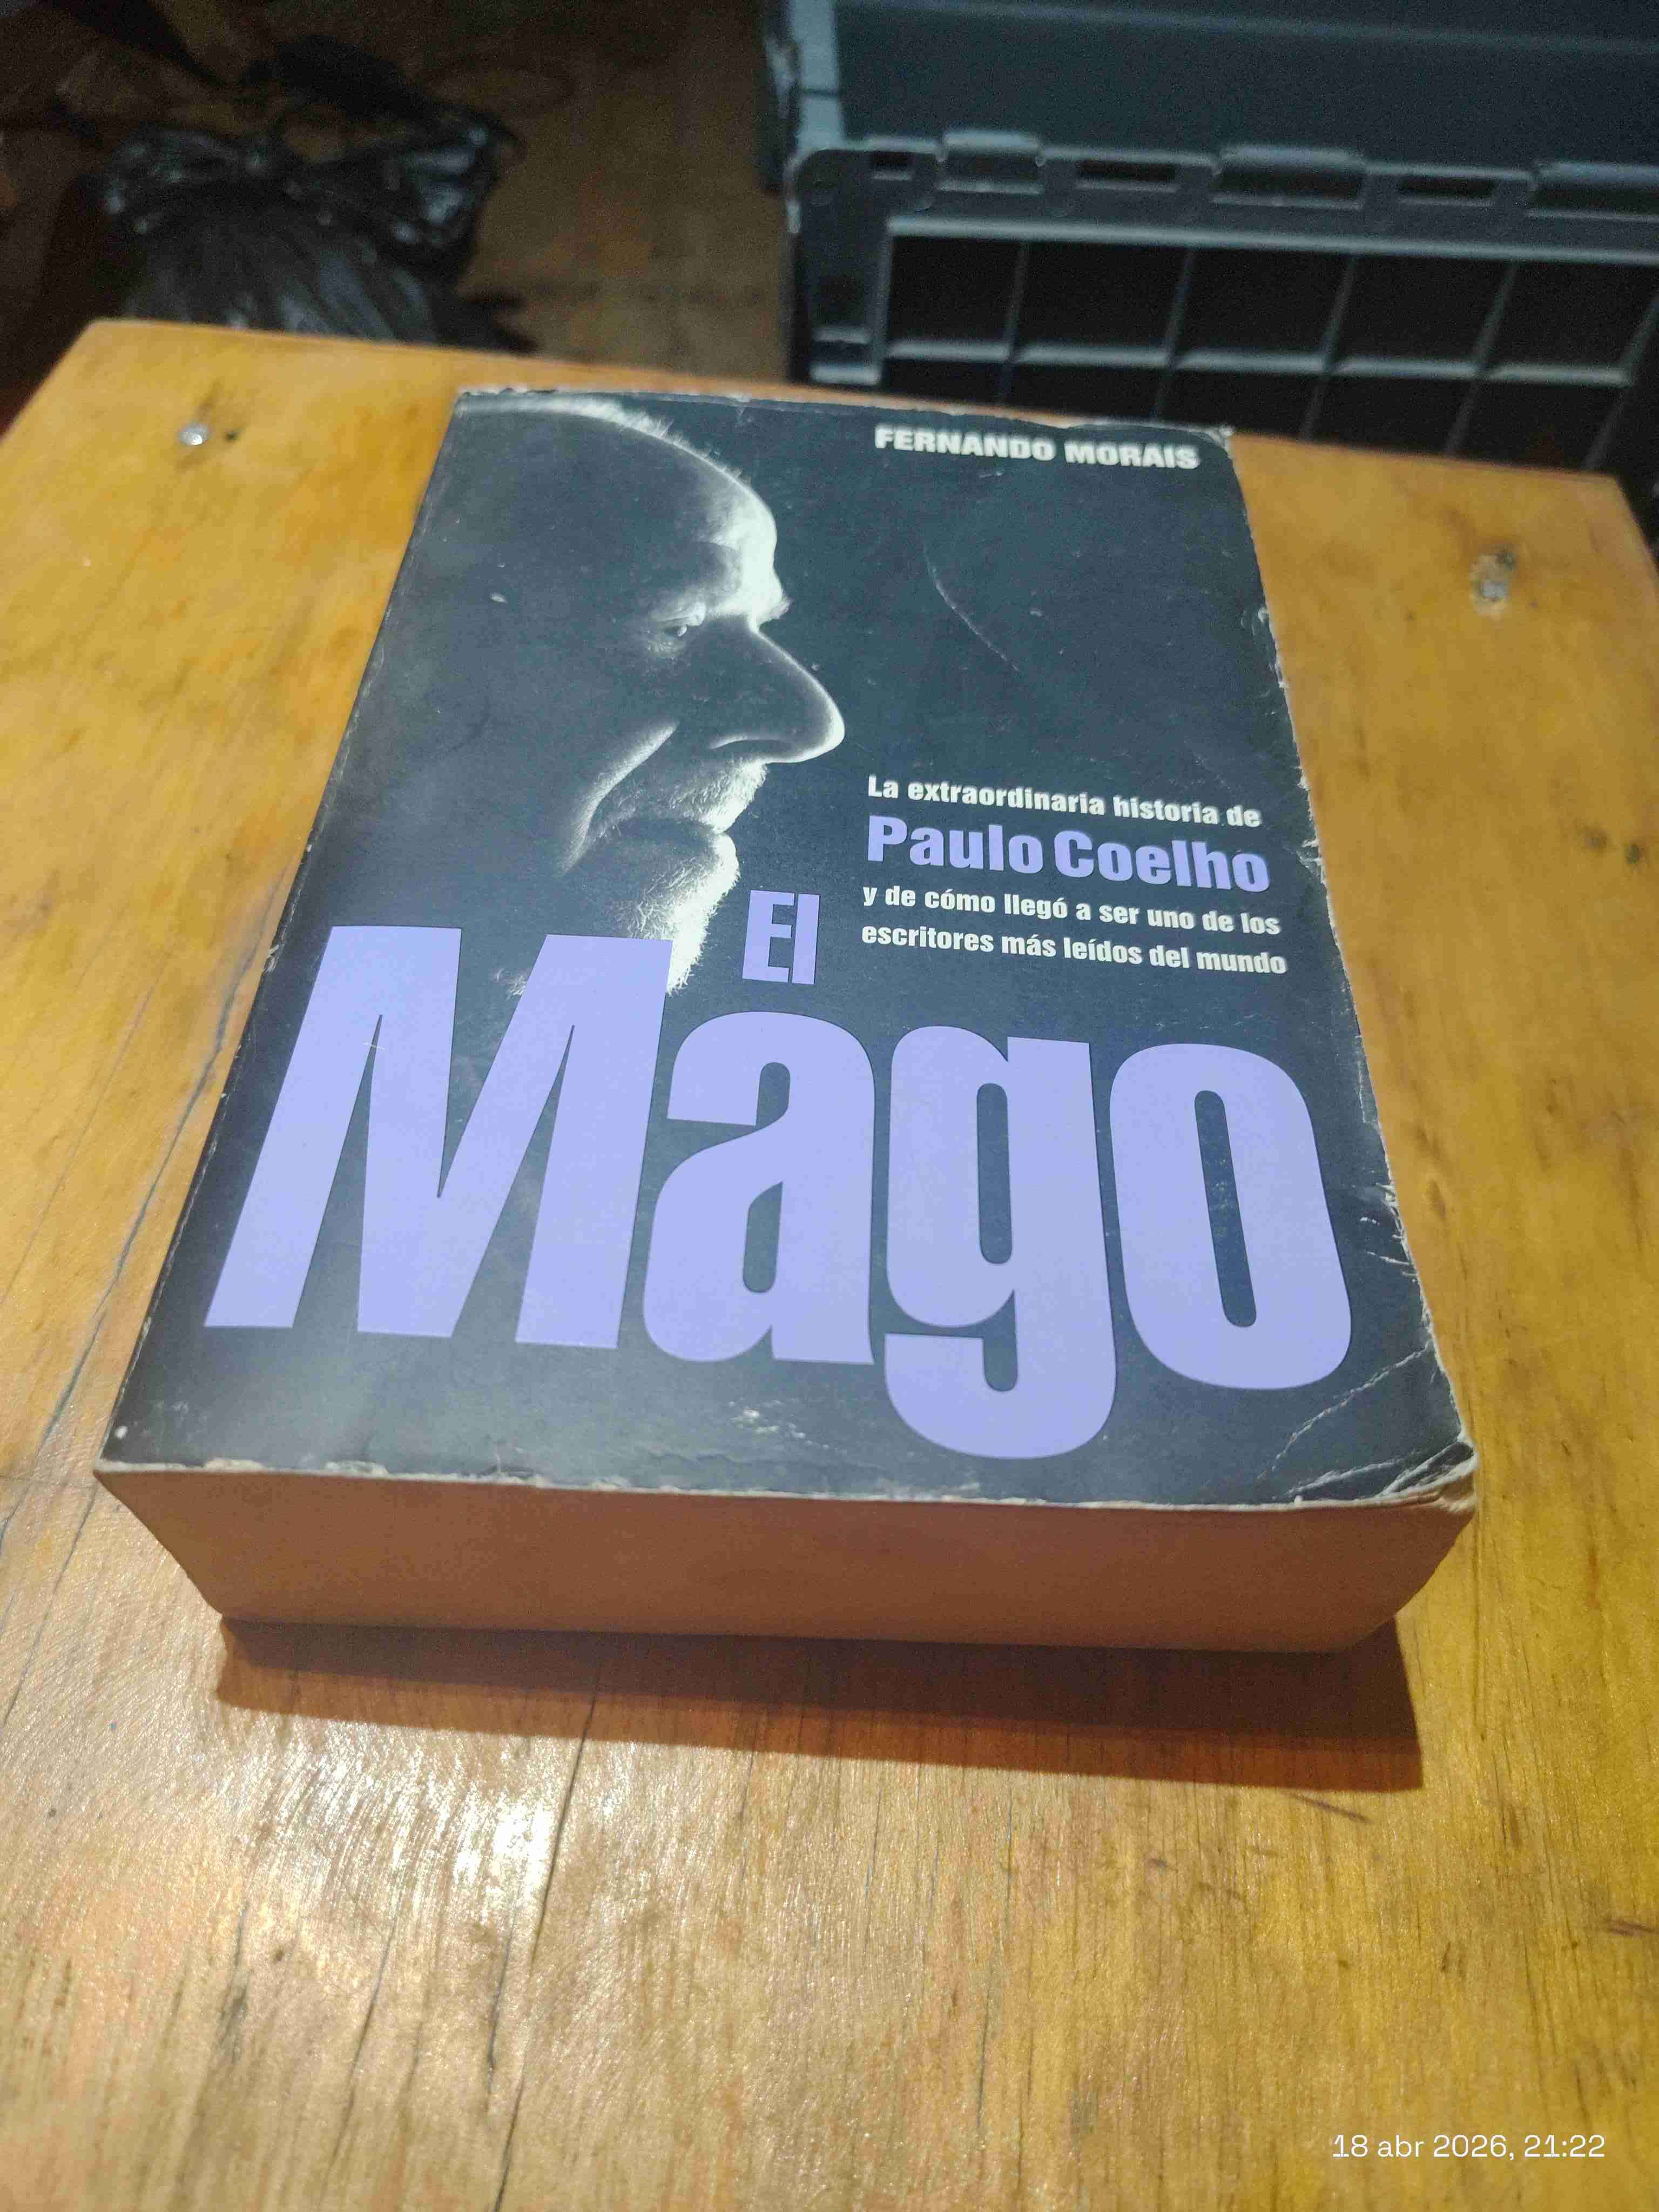 FERNANDO MORAIS
La extraordinaria historia de
Paulo Coelho
y de cómo llegó a ser uno de los
escritores más leídos del mundo
El
Mago
18 abr 2026, 21:22